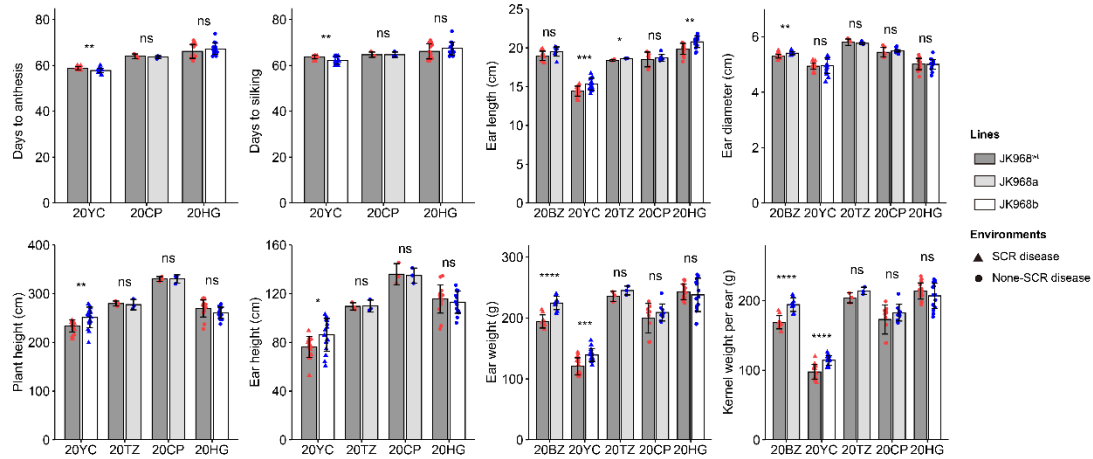 Days to anthesis
80
60
40
20
0
**
ns
ns
20YC
20CP
20HG
Days to silking
80
60
40
20
0
**
ns
ns
20YC
20CP
20HG
Ear length (cm)
25
20
15
10
5
0
ns
***
*
ns
**
20BZ
20YC
20TZ
20CP
20HG
Ear diameter (cm)
6
4
2
0
**
ns
ns
ns
ns
20BZ
20YC
20TZ
20CP
20HG
Lines
JK968wt
JK968a
JK968b
Environments
SCR disease
None-SCR disease
Plant height (cm)
400
300
200
100
0
**
ns
ns
ns
20YC
20TZ
20CP
20HG
Ear height (cm)
160
120
80
40
0
*
ns
ns
ns
20YC
20TZ
20CP
20HG
Ear weight (g)
300
200
100
0
****
***
ns
ns
ns
20BZ
20YC
20TZ
20CP
20HG
Kernel weight per ear (g)
200
100
0
****
****
ns
ns
ns
20BZ
20YC
20TZ
20CP
20HG